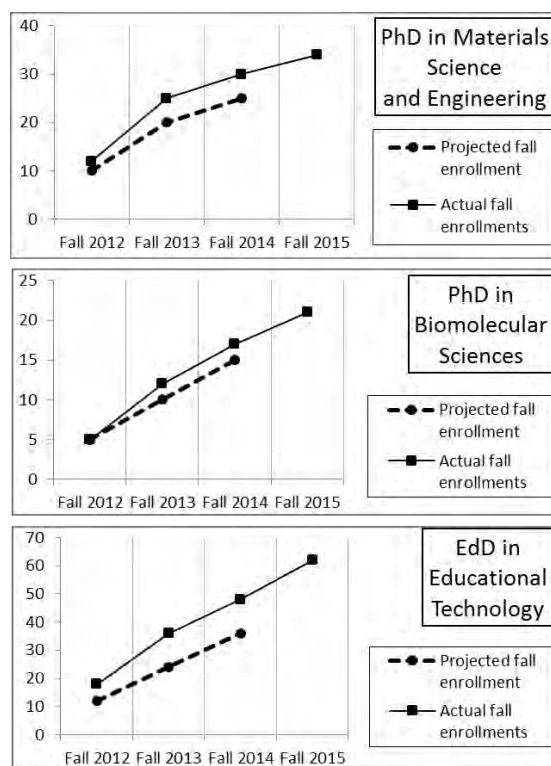 40
30
20
10
0
Fall 2012 Fall 2013 Fall 2014 Fall 2015
PhD in Materials
Science
and Engineering
Projected fall
enrollment
Actual fall
enrollments
25
20
15
10
5
0
Fall 2012 Fall 2013 Fall 2014 Fall 2015
PhD in
Biomolecular
Sciences
Projected fall
enrollment
Actual fall
enrollments
70
60
50
40
30
20
10
0
Fall 2012 Fall 2013 Fall 2014 Fall 2015
EdD in
Educational
Technology
Projected fall
enrollment
Actual fall
enrollments